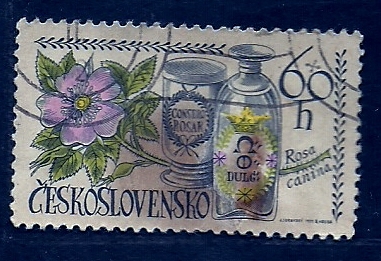 60
h
CONSERV
ROSAR
DULC
Rosa
canina
ČESKOSLOVENSKO